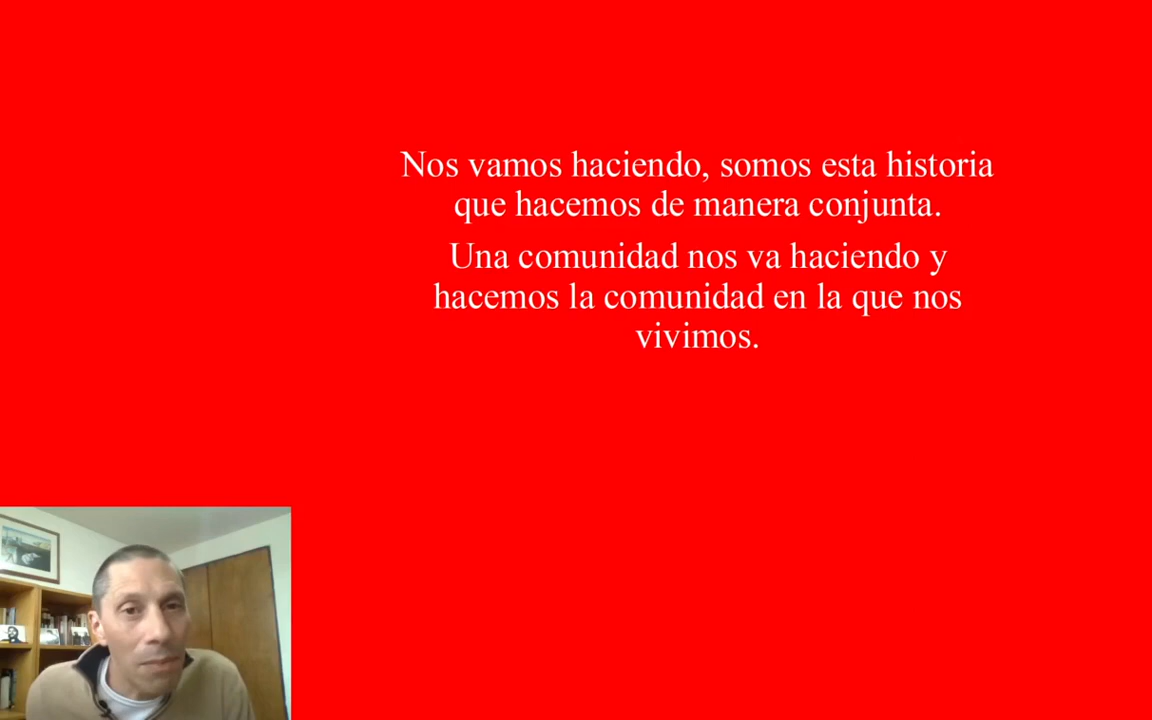 Nos vamos haciendo, somos esta historia
que hacemos de manera conjunta.
Una comunidad nos va haciendo y
hacemos la comunidad en la que nos
vivimos.